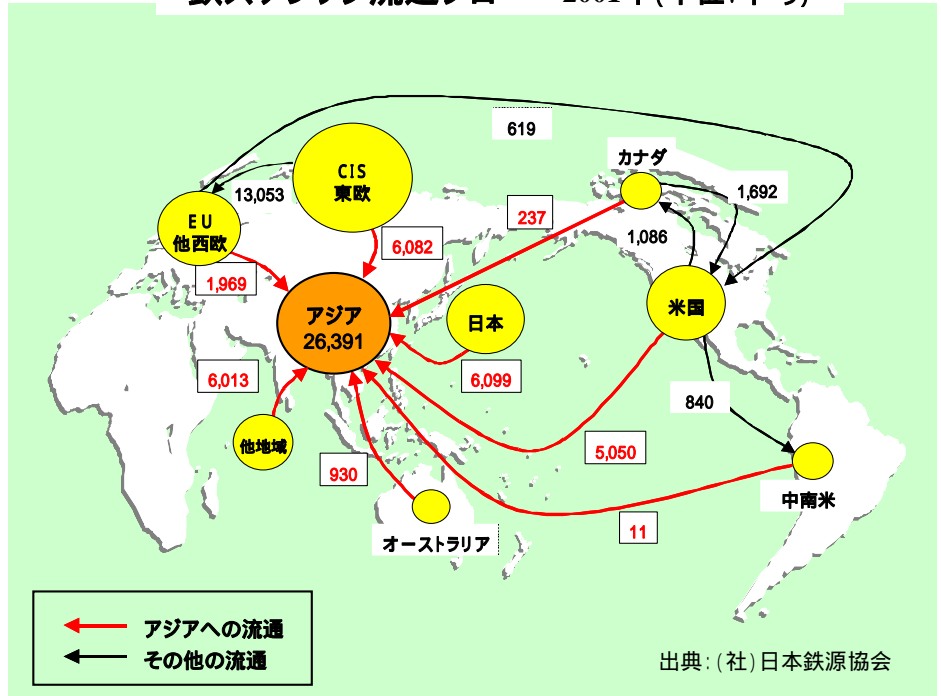 619
カナダ
CIS
東欧
13,053
1,692
EU
他西欧
237
1,086
6,082
1,969
アジア
26,391
日本
米国
6,013
6,099
840
他地域
930
5,050
中南米
11
オーストラリア
アジアへの流通
その他の流通
出典:(社)日本鉄源協会